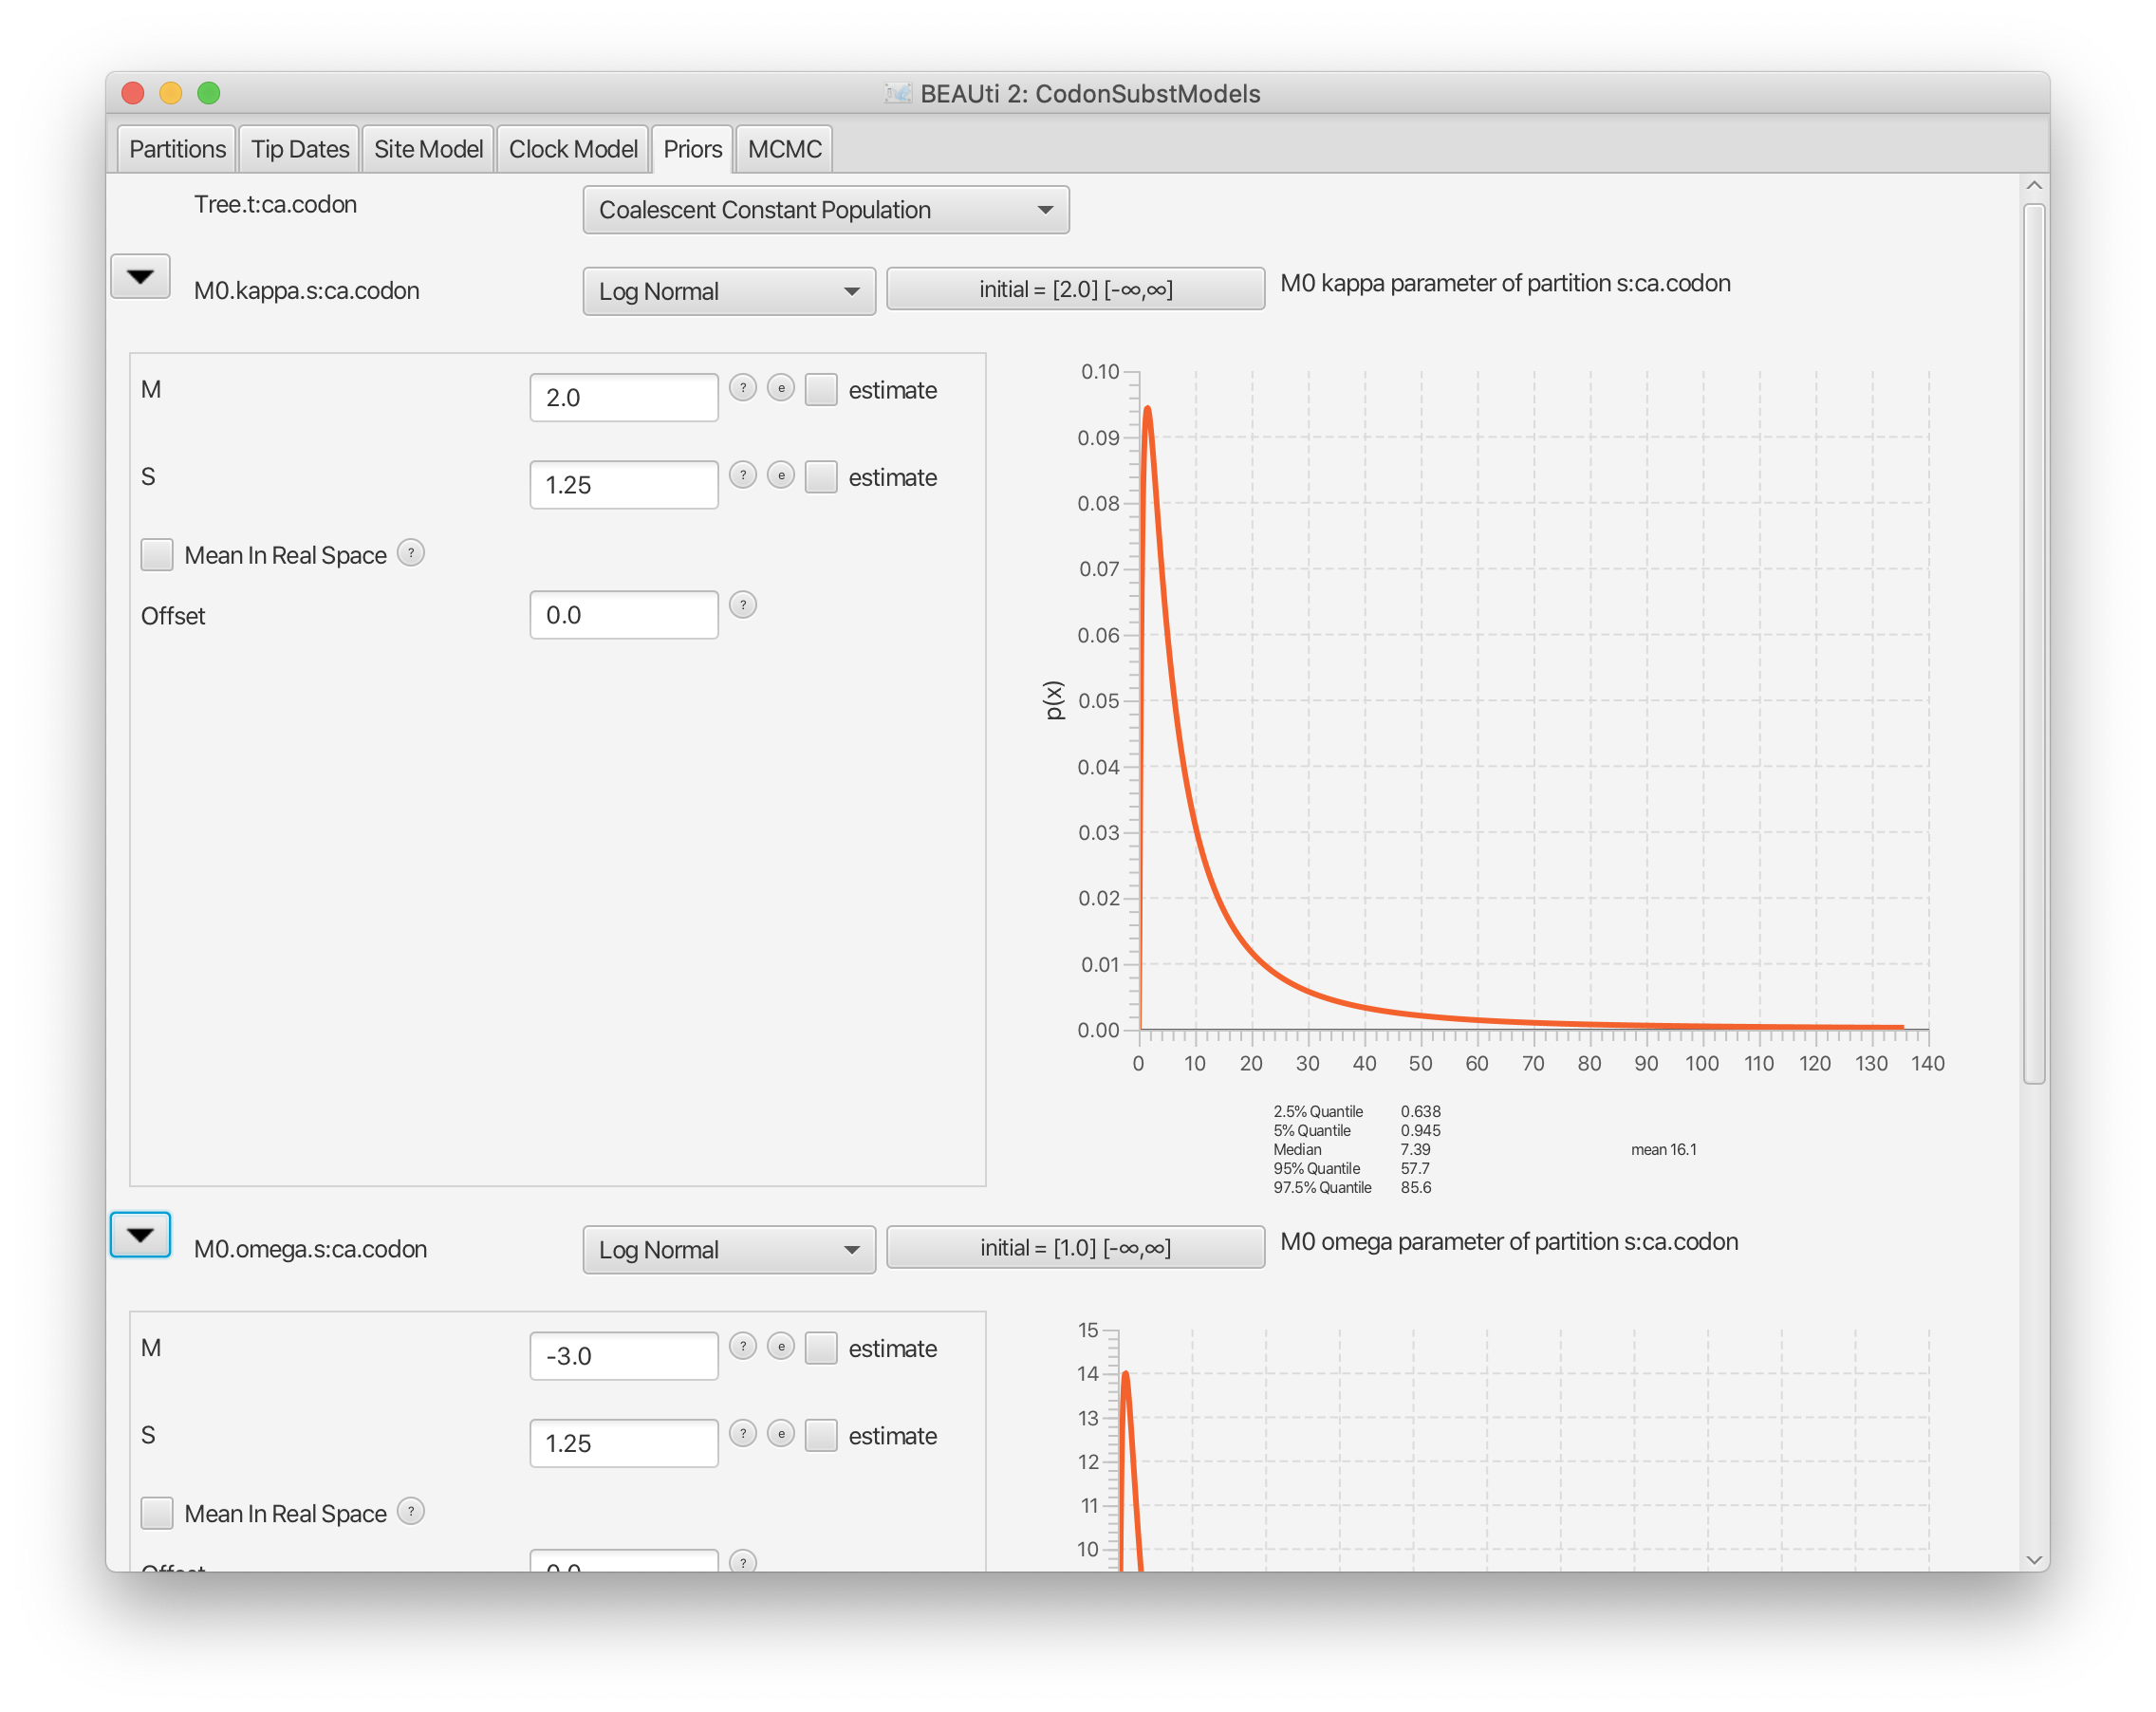 BEAUti 2: CodonSubstModels
Partitions Tip Dates Site Model Clock Model Priors MCMC
Tree.t:ca.codon Coalescent Constant Population
M0.kappa.s:ca.codon Log Normal initial = [2.0] [-∞,∞] M0 kappa parameter of partition s:ca.codon
M 2.0 ? e estimate
S 1.25 ? e estimate
Mean In Real Space ?
Offset 0.0 ?
p(x)
0.10
0.09
0.08
0.07
0.06
0.05
0.04
0.03
0.02
0.01
0.00
0 10 20 30 40 50 60 70 80 90 100 110 120 130 140
2.5% Quantile 0.638
5% Quantile 0.945
Median 7.39 mean 16.1
95% Quantile 57.7
97.5% Quantile 85.6
M0.omega.s:ca.codon Log Normal initial = [1.0] [-∞,∞] M0 omega parameter of partition s:ca.codon
M -3.0 ? e estimate
S 1.25 ? e estimate
Mean In Real Space ?
Offset 0.0 ?
15
14
13
12
11
10